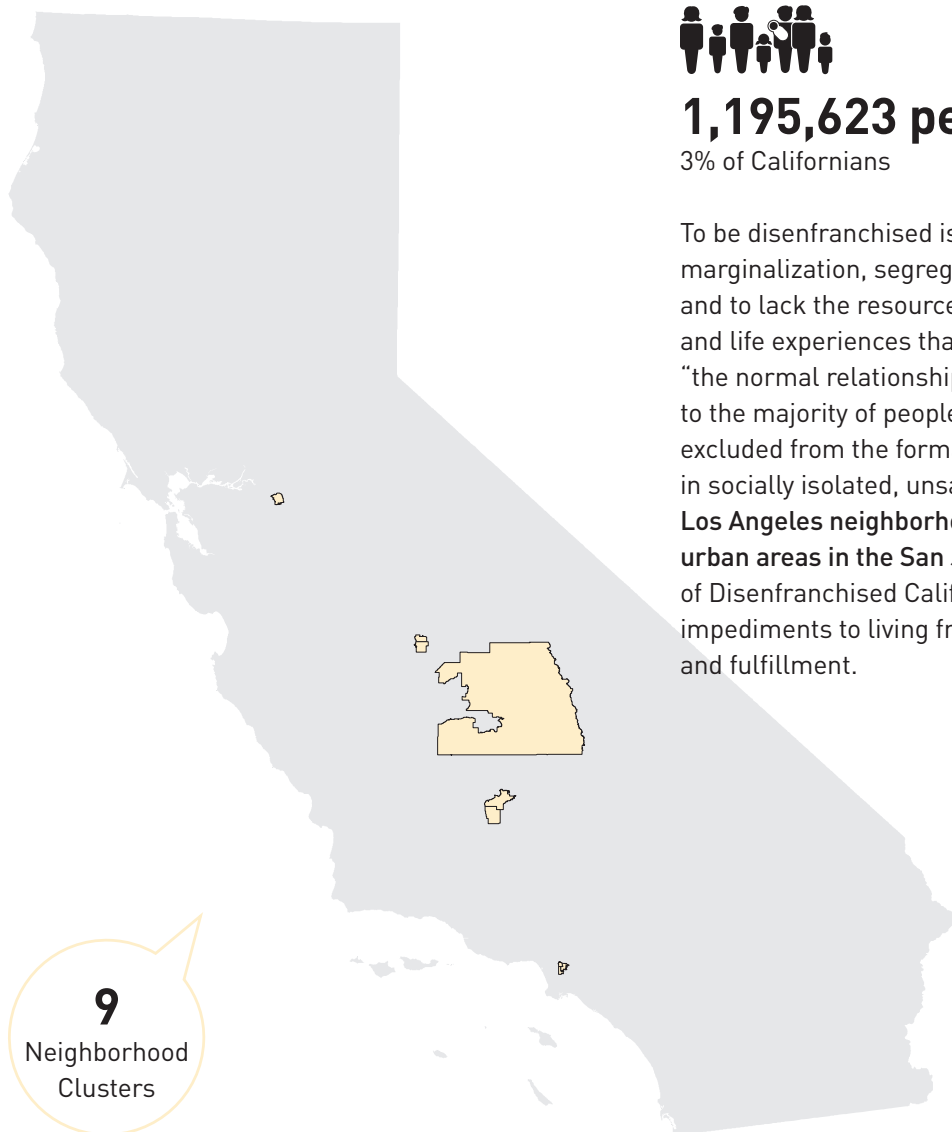 1,195,623 pe
3% of Californians
To be disenfranchised is
marginalization, segreg
and to lack the resource
and life experiences tha
“the normal relationship
to the majority of people
excluded from the form
in socially isolated, unsa
Los Angeles neighborho
urban areas in the San
of Disenfranchised Calif
impediments to living fr
and fulfillment.
9
Neighborhood
Clusters